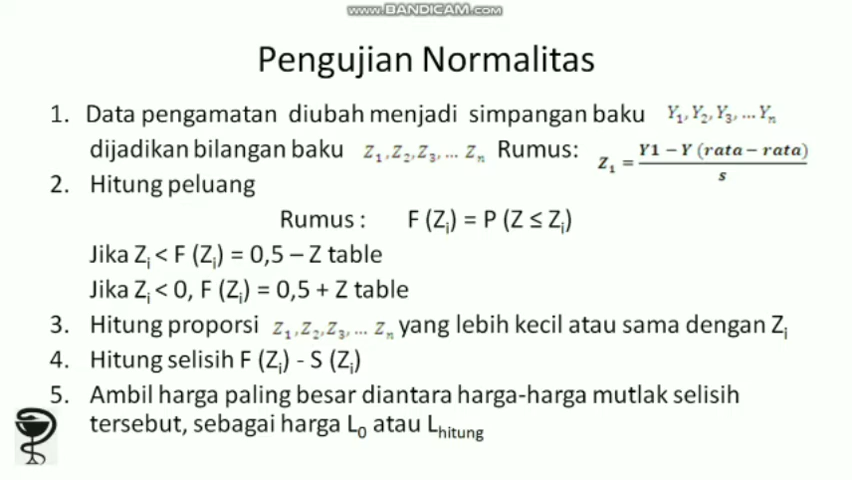 www.BANDICAM.com
Pengujian Normalitas
1. Data pengamatan diubah menjadi simpangan baku Y₁, Y₂, Y₃, ... Yₙ
dijadikan bilangan baku Z₁, Z₂, Z₃, ... Zₙ Rumus: Z₁ = Y1 − Y (rata − rata) / s
2. Hitung peluang
Rumus : F (Zᵢ) = P (Z ≤ Zᵢ)
Jika Zᵢ < F (Zᵢ) = 0,5 – Z table
Jika Zᵢ < 0, F (Zᵢ) = 0,5 + Z table
3. Hitung proporsi Z₁, Z₂, Z₃, ... Zₙ yang lebih kecil atau sama dengan Zᵢ
4. Hitung selisih F (Zᵢ) - S (Zᵢ)
5. Ambil harga paling besar diantara harga-harga mutlak selisih
tersebut, sebagai harga L₀ atau Lhitung